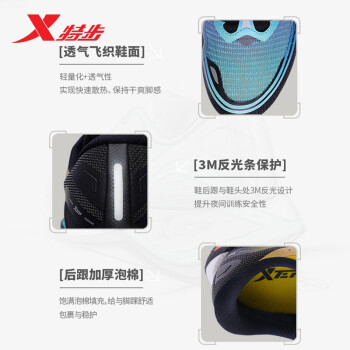 特步
[透气飞织鞋面]
轻量化+透气性
实现快速散热、保持干爽脚感
[3M反光条保护]
鞋后跟与鞋头处3M反光设计
提升夜间训练安全性
[后跟加厚泡棉]
饱满泡棉填充,给与脚踝舒适
包裹与稳护